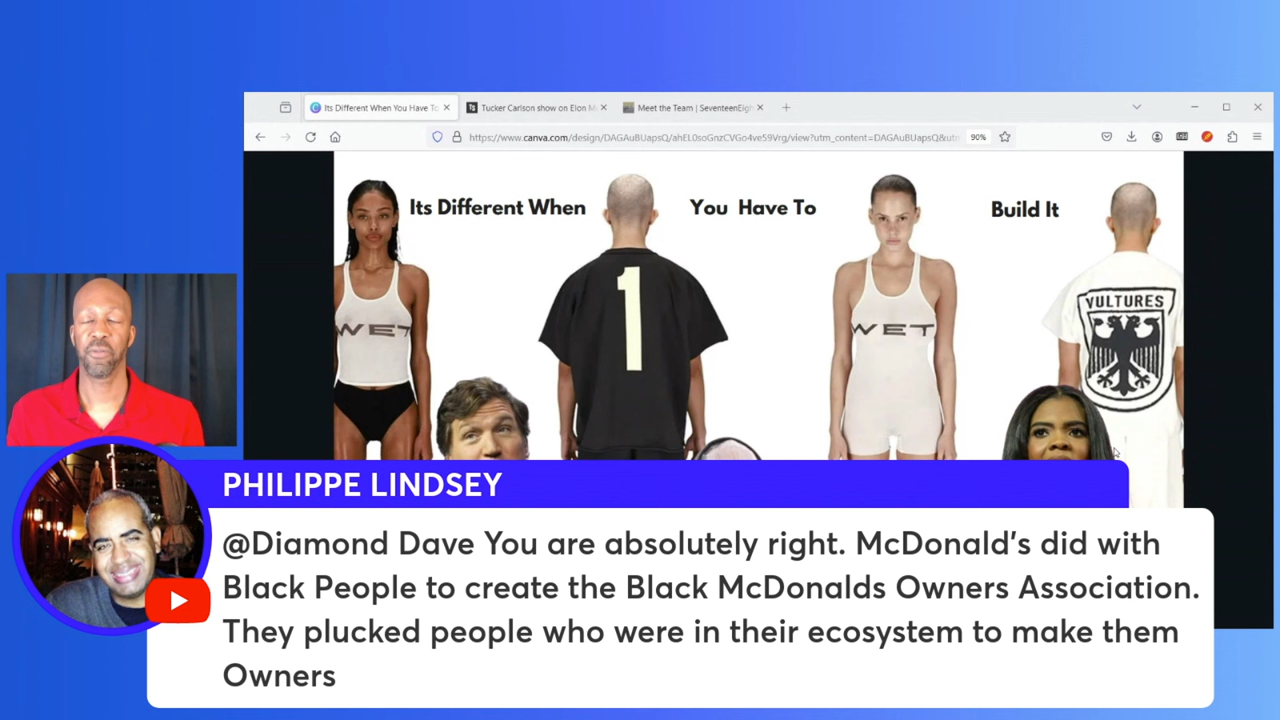 Its Different When You Have To
Tucker Carlson show on Elon M
Meet the Team | SeventeenEigh
https://www.canva.com/design/DAGAuBUapsQ/ahEL0soGnzCVGo4ve59Vrg/view?utm_content=DAGAuBUapsQ&utm
90%
Its Different When You Have To Build It
WET
1
WET
VULTURES
PHILIPPE LINDSEY
@Diamond Dave You are absolutely right. McDonald's did with
Black People to create the Black McDonalds Owners Association.
They plucked people who were in their ecosystem to make them
Owners